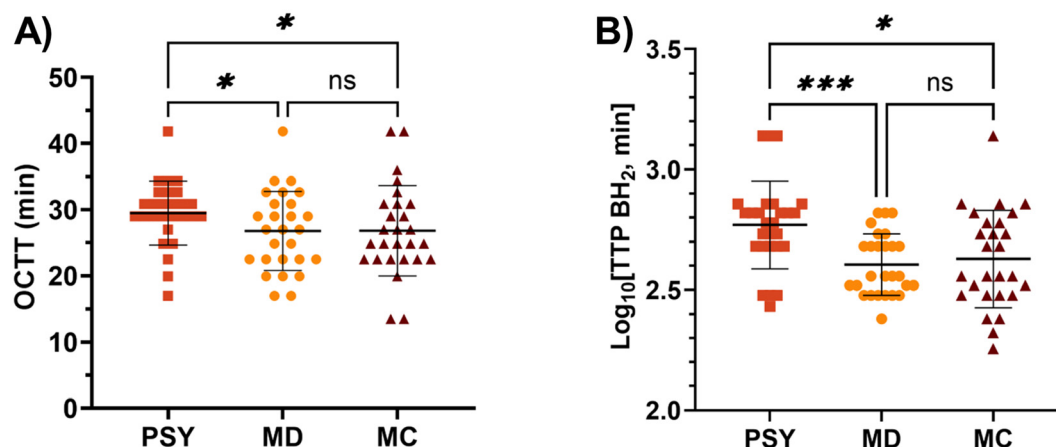 A)
*
* ns
50
40
30
20
10
0
OCTT (min)
PSY MD MC
B)
*
*** ns
3.5
3.0
2.5
2.0
Log10[TTP BH2, min)
PSY MD MC